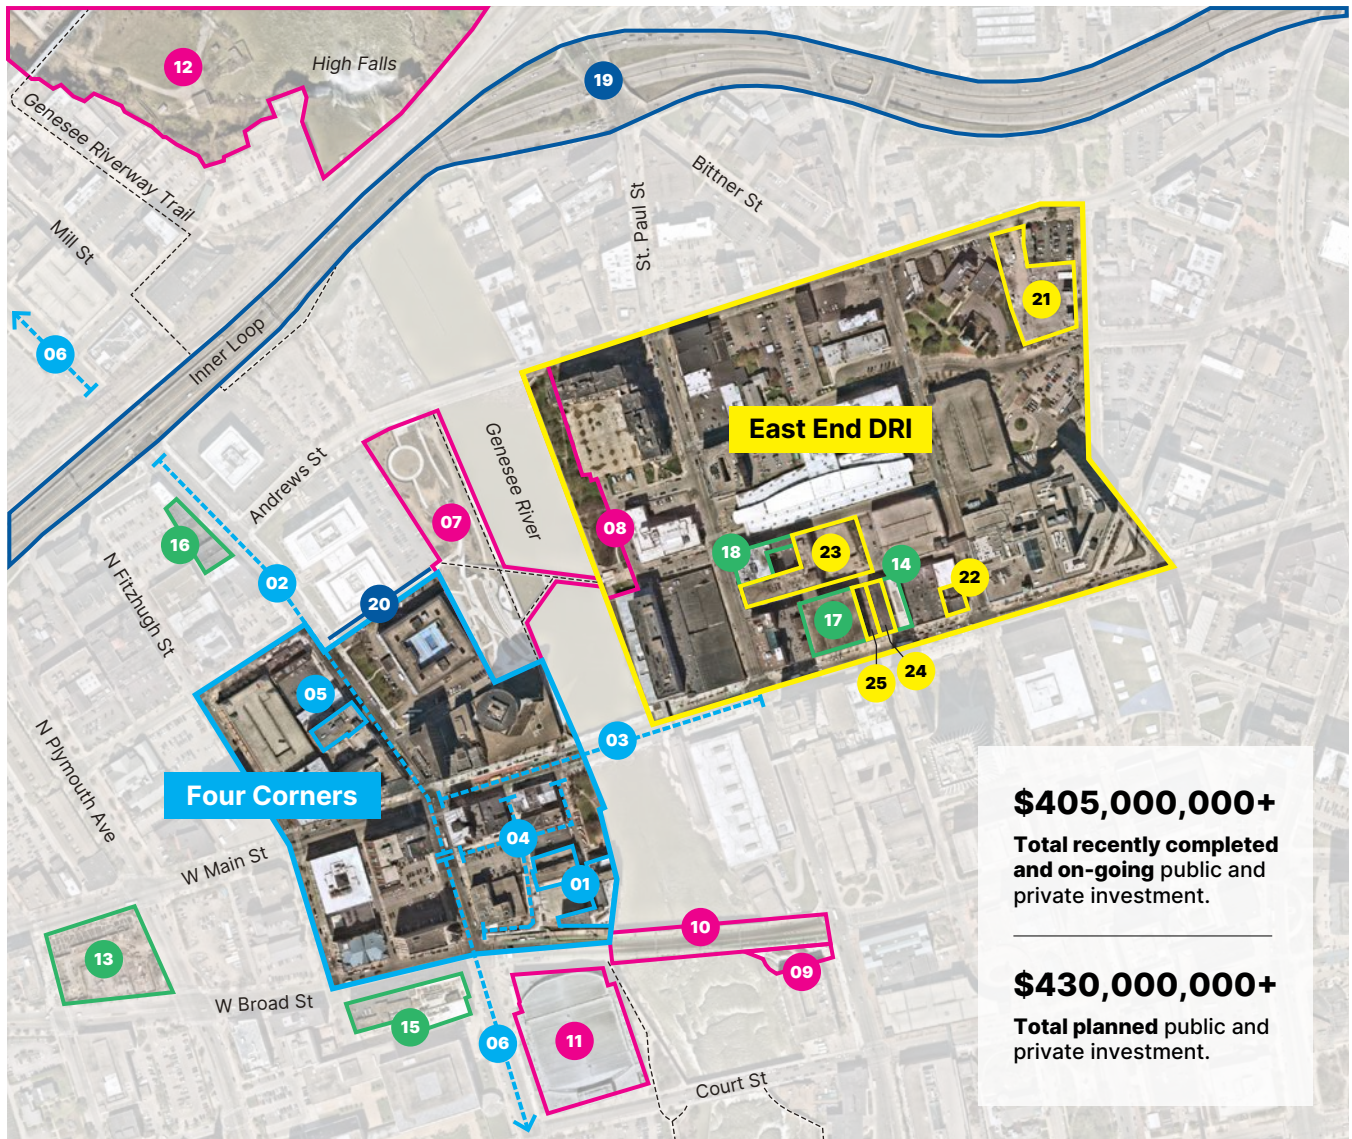 12
High Falls
19
Genesee Riverway Trail
Bittner St
St. Paul St
Mill St
21
06
Inner Loop
East End DRI
Andrews St
Genesee River
07
08
16
18
23
14
22
N Fitzhugh St
02
20
17
25
24
05
N Plymouth Ave
03
Four Corners
04
W Main St
01
$405,000,000+
Total recently completed
and on-going public and
private investment.
10
13
09
$430,000,000+
Total planned public and
private investment.
W Broad St
15
06
11
Court St